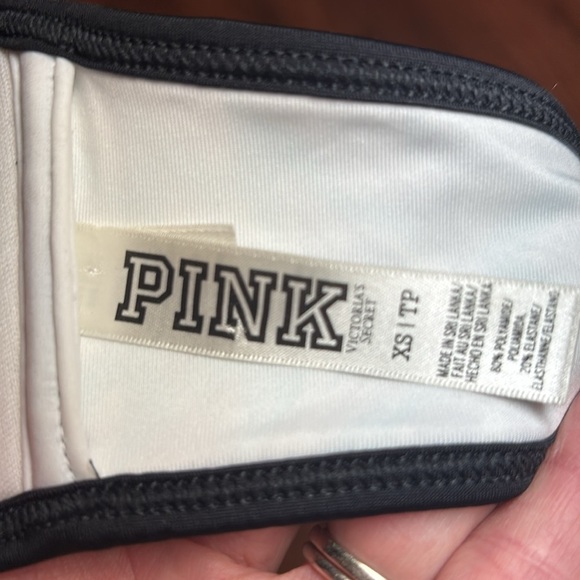 PINK
VICTORIA'S
SECRET
XS | TP
MADE IN SRI LANKA/
FAIT AU SRI LANKA/
HECHO EN SRI LANKA
80% POLYAMIDE/
POLIAMIDA,
20% ELASTANE/
ÉLASTHANNE/ELASTANO